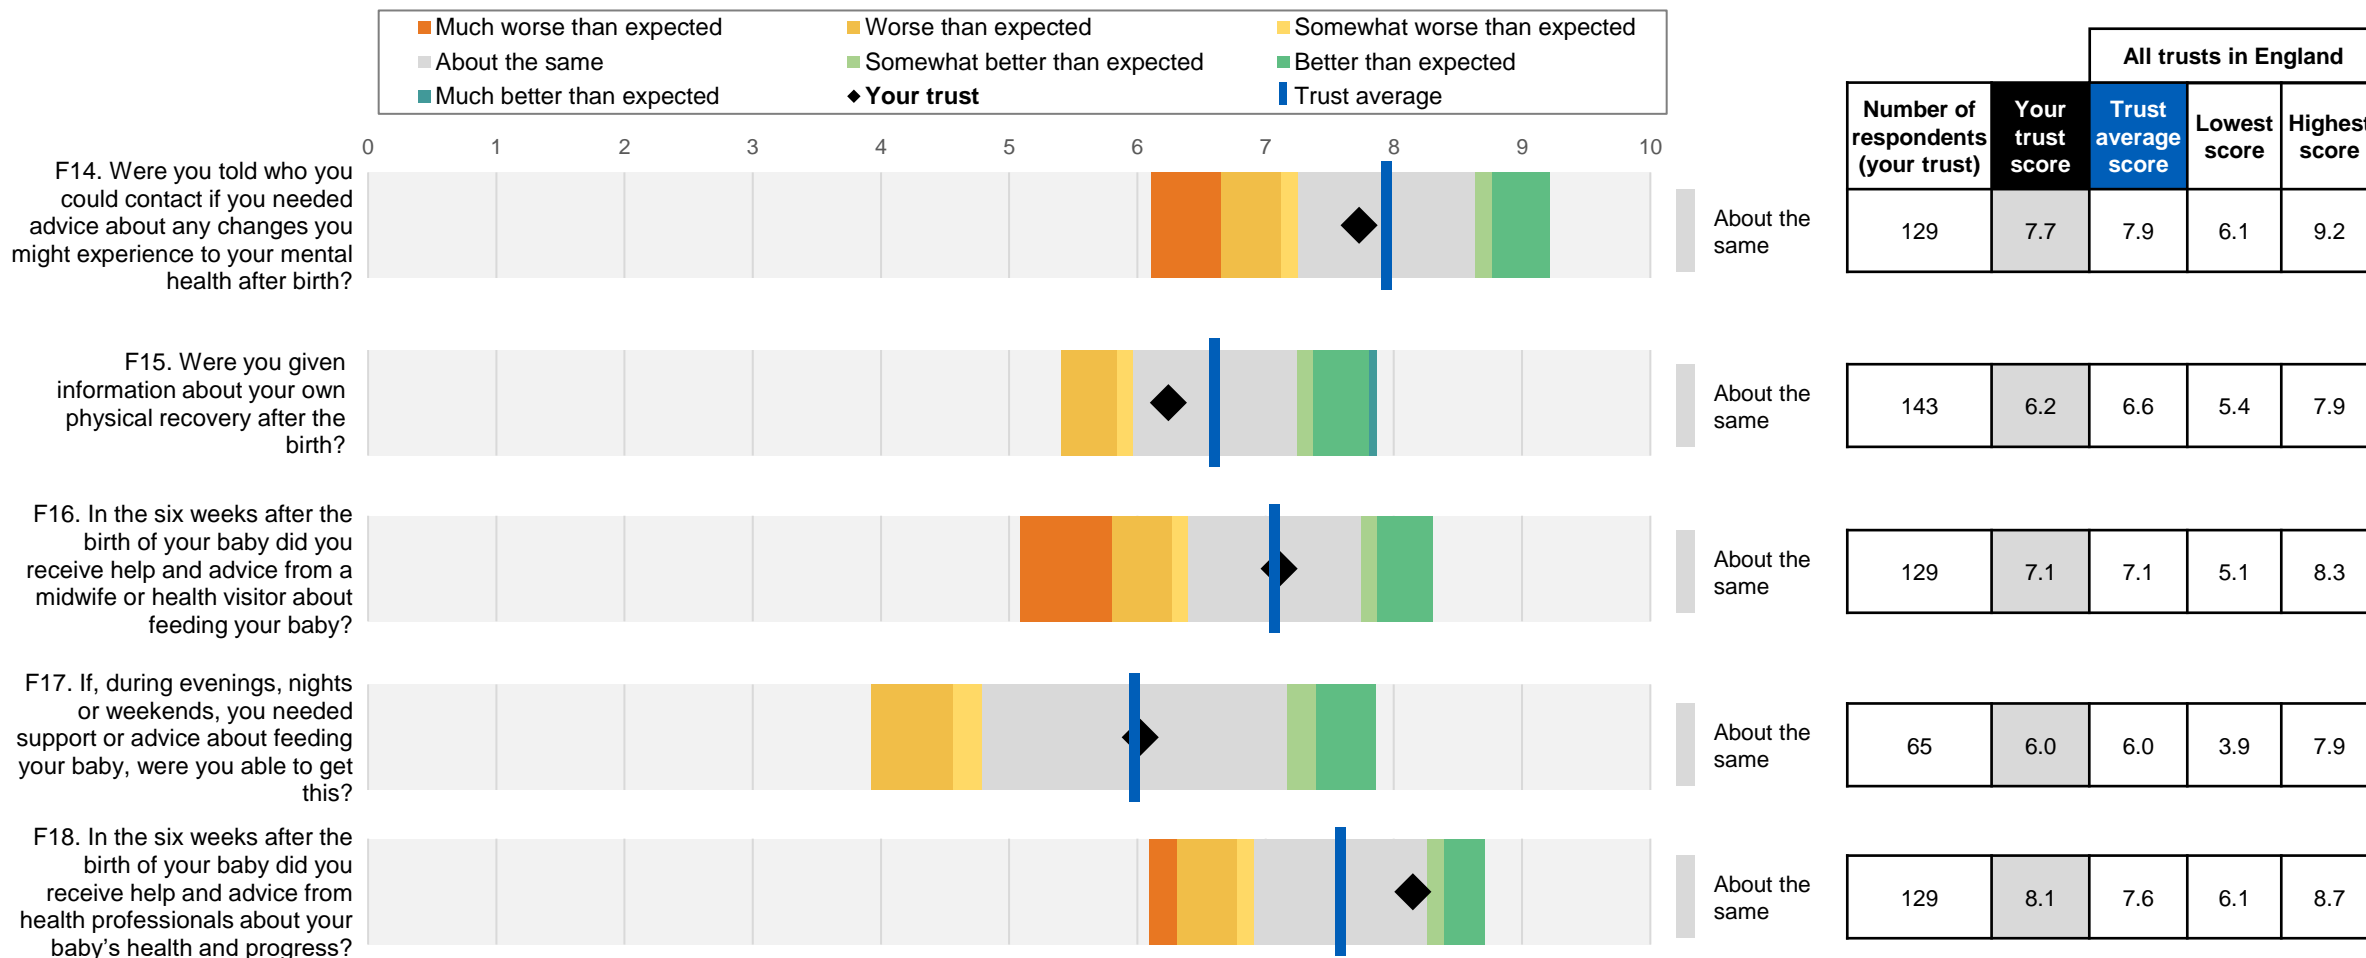 Much worse than expected
Worse than expected
Somewhat worse than expected
About the same
Somewhat better than expected
Better than expected
Much better than expected
Your trust
Trust average
All trusts in England
Number of
respondents
(your trust)
Your
trust
score
Trust
average
score
Lowest
score
Highest
score
0 1 2 3 4 5 6 7 8 9 10
F14. Were you told who you
could contact if you needed
advice about any changes you
might experience to your mental
health after birth?
About the
same
129 7.7 7.9 6.1 9.2
F15. Were you given
information about your own
physical recovery after the
birth?
About the
same
143 6.2 6.6 5.4 7.9
F16. In the six weeks after the
birth of your baby did you
receive help and advice from a
midwife or health visitor about
feeding your baby?
About the
same
129 7.1 7.1 5.1 8.3
F17. If, during evenings, nights
or weekends, you needed
support or advice about feeding
your baby, were you able to get
this?
About the
same
65 6.0 6.0 3.9 7.9
F18. In the six weeks after the
birth of your baby did you
receive help and advice from
health professionals about your
baby’s health and progress?
About the
same
129 8.1 7.6 6.1 8.7